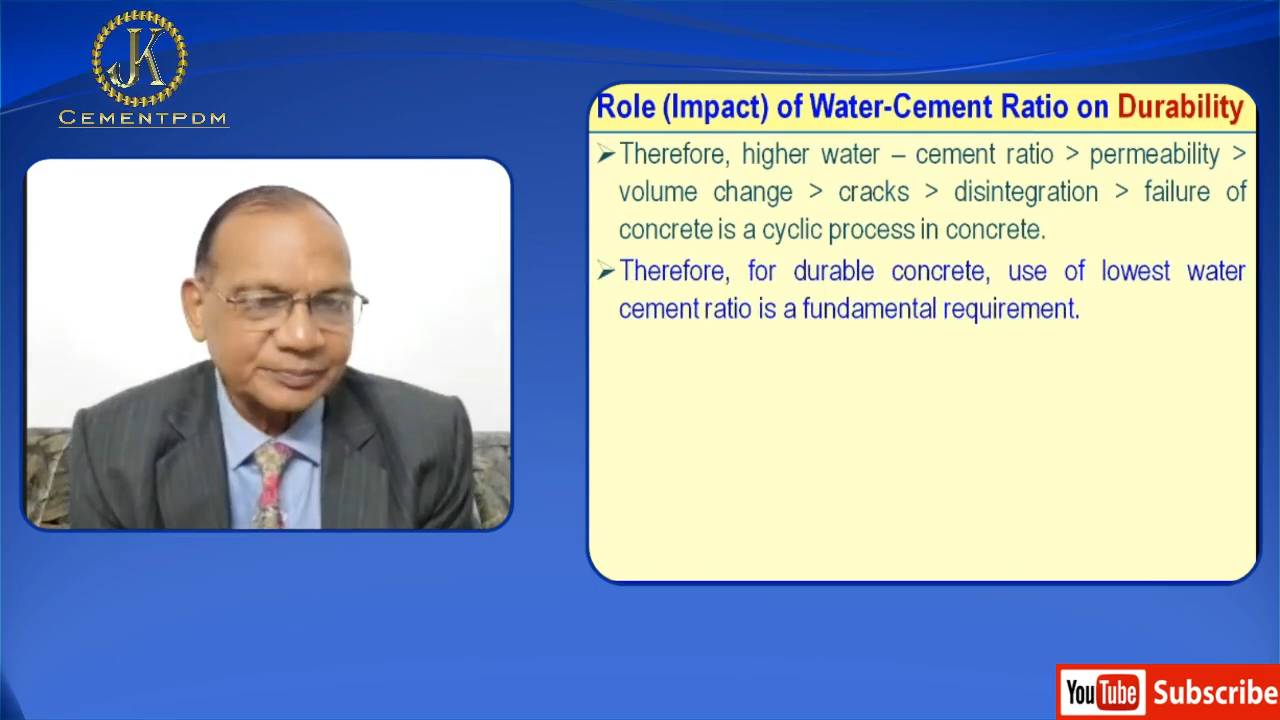 JK
CEMENTPDM
Role (Impact) of Water-Cement Ratio on Durability
Therefore, higher water – cement ratio > permeability >
volume change > cracks > disintegration > failure of
concrete is a cyclic process in concrete.
Therefore, for durable concrete, use of lowest water
cement ratio is a fundamental requirement.
YouTube Subscribe